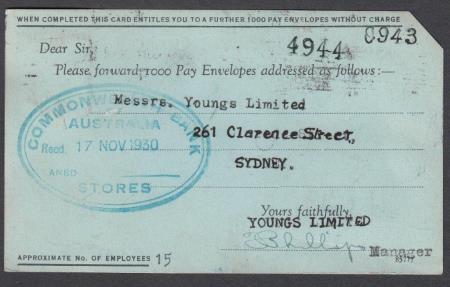 WHEN COMPLETED THIS CARD ENTITLES YOU TO A FURTHER 1000 PAY ENVELOPES WITHOUT CHARGE
4944 0943
Dear Sir,
Please forward 1000 Pay Envelopes addressed as follows:—
Messrs. Youngs Limited
261 Clarence Street,
SYDNEY.
COMMONWEALTH BANK
AUSTRALIA
Recd. 17 NOV. 1930
STORES
Yours faithfully,
YOUNGS LIMITED
Manager
APPROXIMATE No. OF EMPLOYEES 15